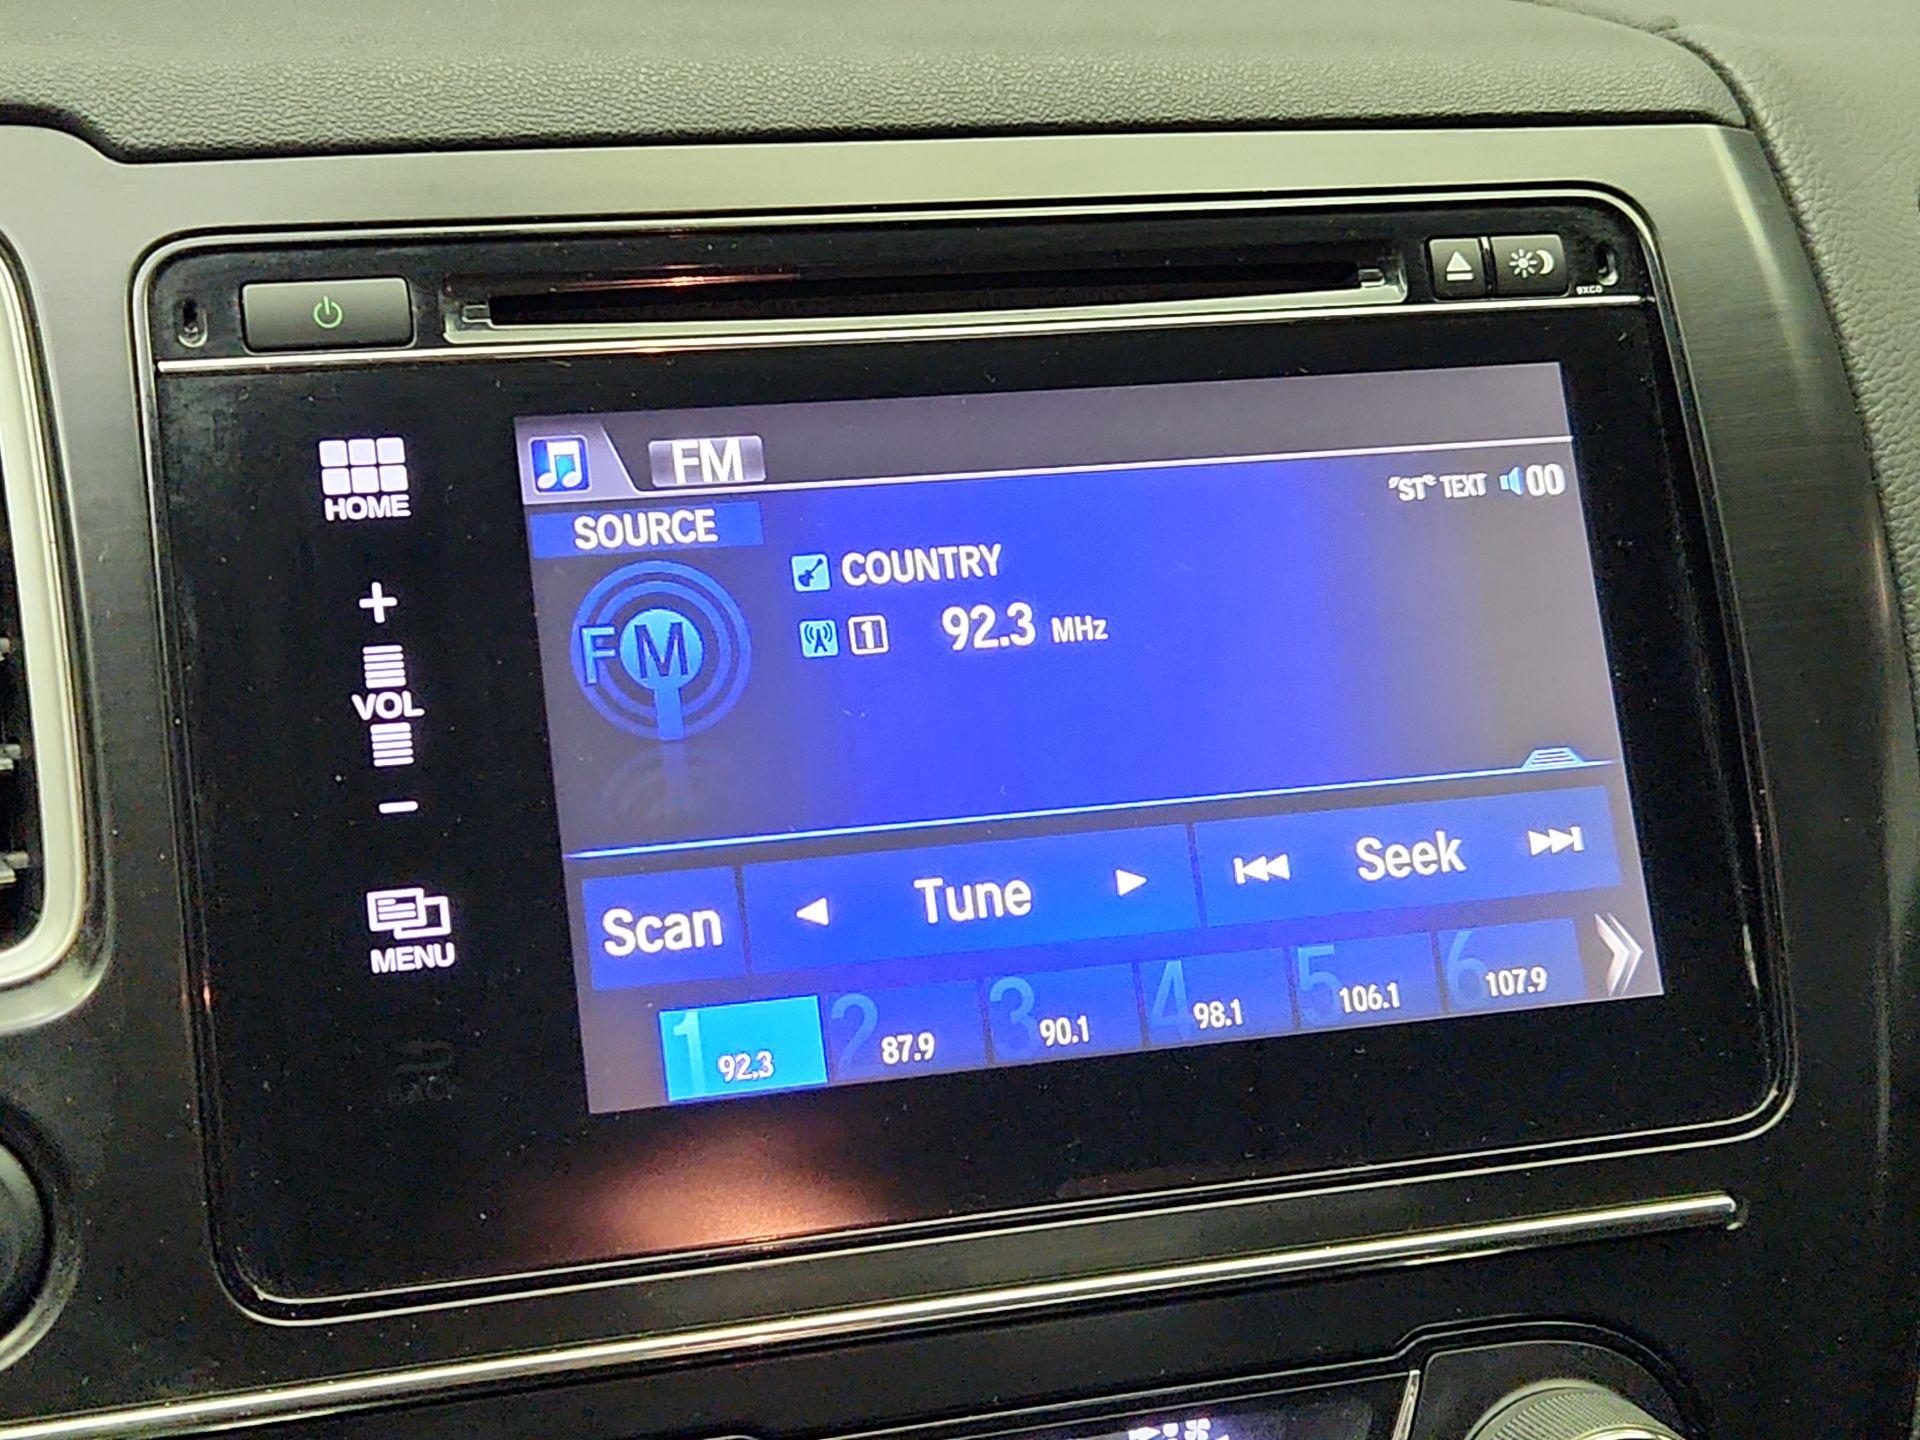 9XC0
HOME
+
VOL
-
MENU
FM
"ST" TEXT 00
SOURCE
FM
COUNTRY
1 92.3 MHz
Scan
Tune
Seek
1 92.3
2 87.9
3 90.1
4 98.1
5 106.1
6 107.9